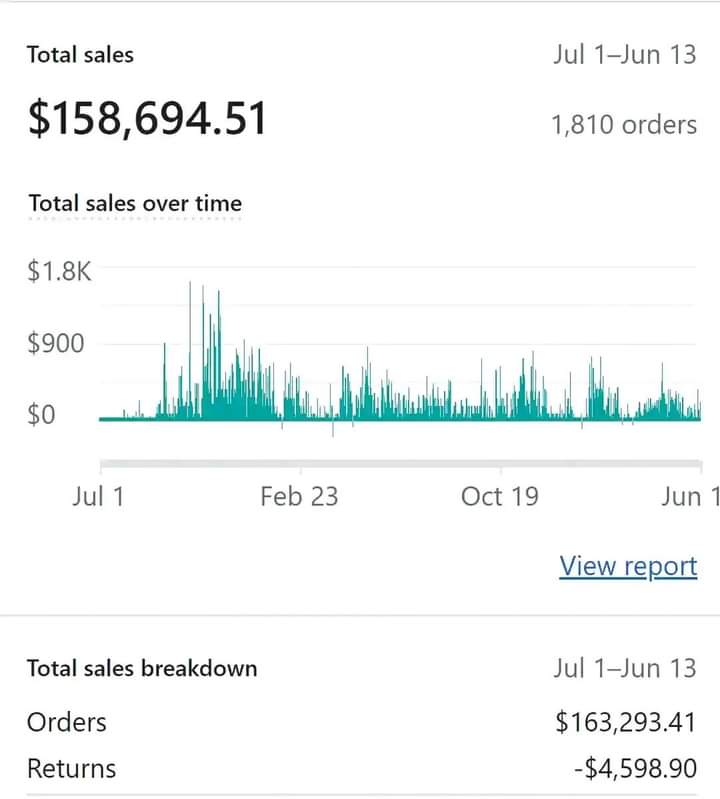 Total sales Jul 1–Jun 13
$158,694.51 1,810 orders
Total sales over time
$1.8K
$900
$0
Jul 1 Feb 23 Oct 19 Jun 1
View report
Total sales breakdown Jul 1–Jun 13
Orders $163,293.41
Returns -$4,598.90